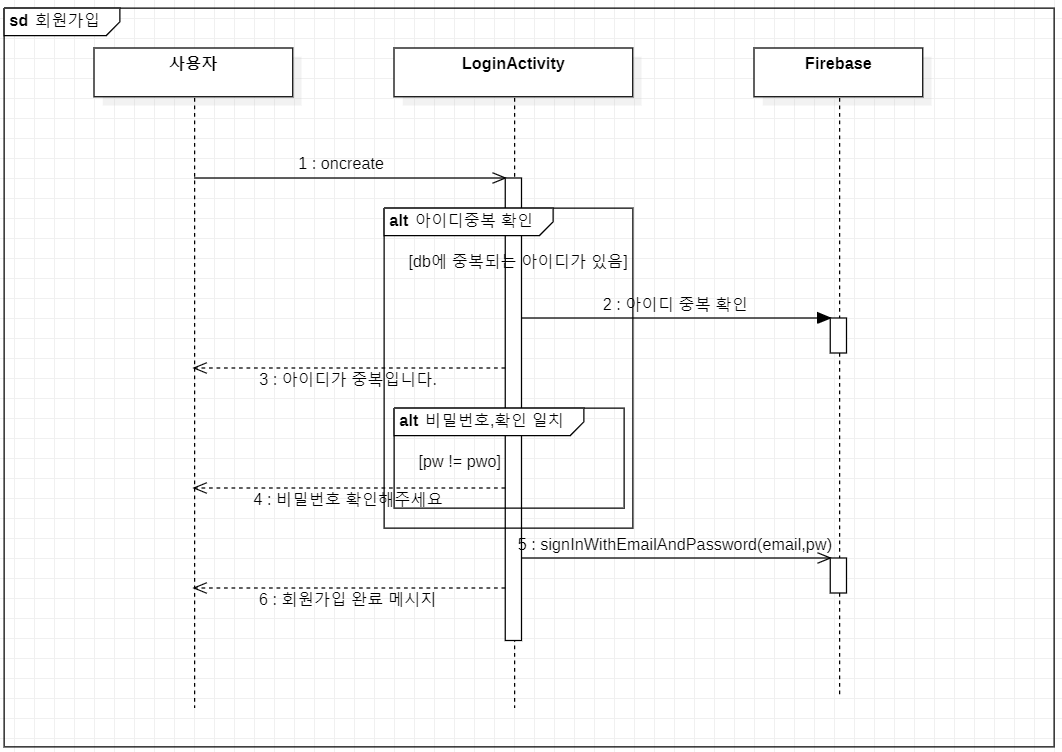 sd 회원가입
사용자
LoginActivity
Firebase
1 : oncreate
alt 아이디중복 확인
[db에 중복되는 아이디가 있음]
2 : 아이디 중복 확인
3 : 아이디가 중복입니다.
alt 비밀번호,확인 일치
[pw != pwo]
4 : 비밀번호 확인해주세요
5 : signInWithEmailAndPassword(email,pw)
6 : 회원가입 완료 메시지